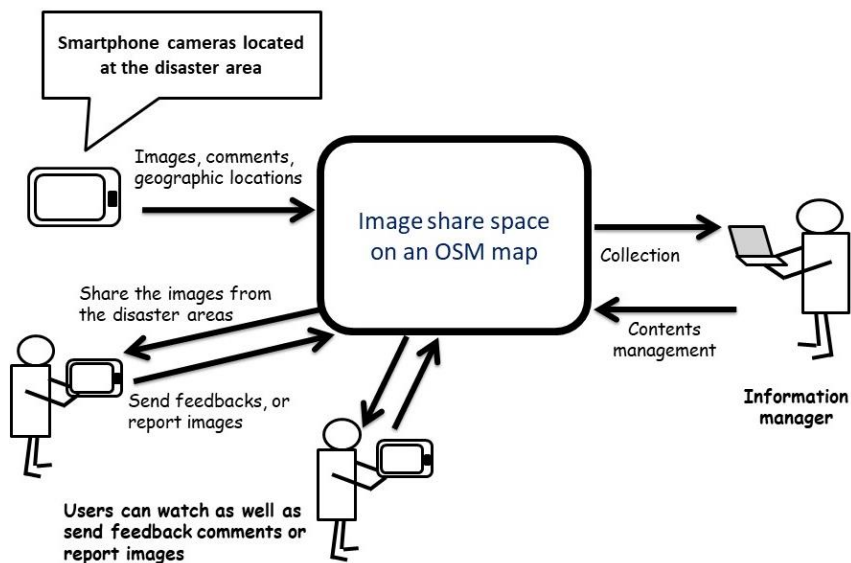 Smartphone cameras located
at the disaster area
Images, comments,
geographic locations
Image share space
on an OSM map
Collection
Contents
management
Information
manager
Share the images from
the disaster areas
Send feedbacks, or
report images
Users can watch as well as
send feedback comments or
report images